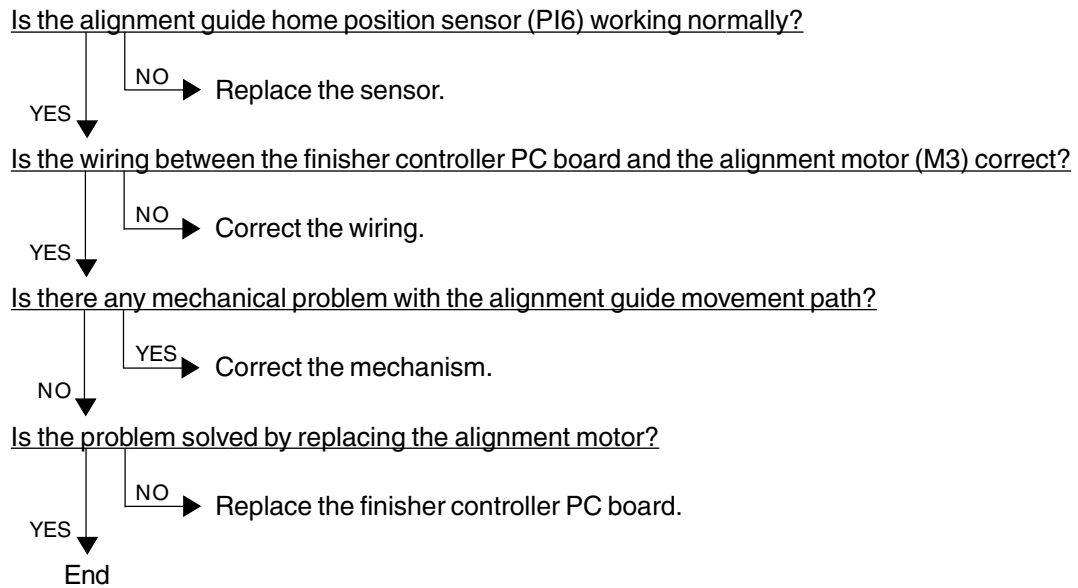 Is the alignment guide home position sensor (PI6) working normally?
NO
Replace the sensor.
YES
Is the wiring between the finisher controller PC board and the alignment motor (M3) correct?
NO
Correct the wiring.
YES
Is there any mechanical problem with the alignment guide movement path?
YES
Correct the mechanism.
NO
Is the problem solved by replacing the alignment motor?
NO
Replace the finisher controller PC board.
YES
End